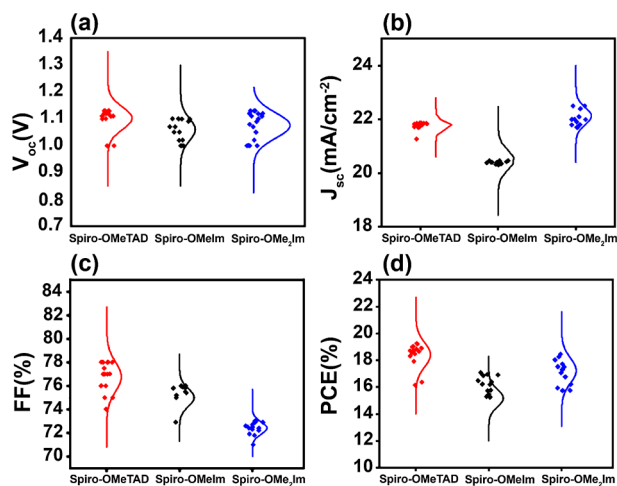 (a)
1.4
1.3
1.2
1.1
1.0
0.9
0.8
0.7
Voc(V)
Spiro-OMeTAD Spiro-OMeIm Spiro-OMe₂Im
(b)
24
22
20
18
Jsc(mA/cm⁻²)
Spiro-OMeTAD Spiro-OMeIm Spiro-OMe₂Im
(c)
84
82
80
78
76
74
72
70
FF(%)
Spiro-OMeTAD Spiro-OMeIm Spiro-OMe₂Im
(d)
24
22
20
18
16
14
12
10
PCE(%)
Spiro-OMeTAD Spiro-OMeIm Spiro-OMe₂Im